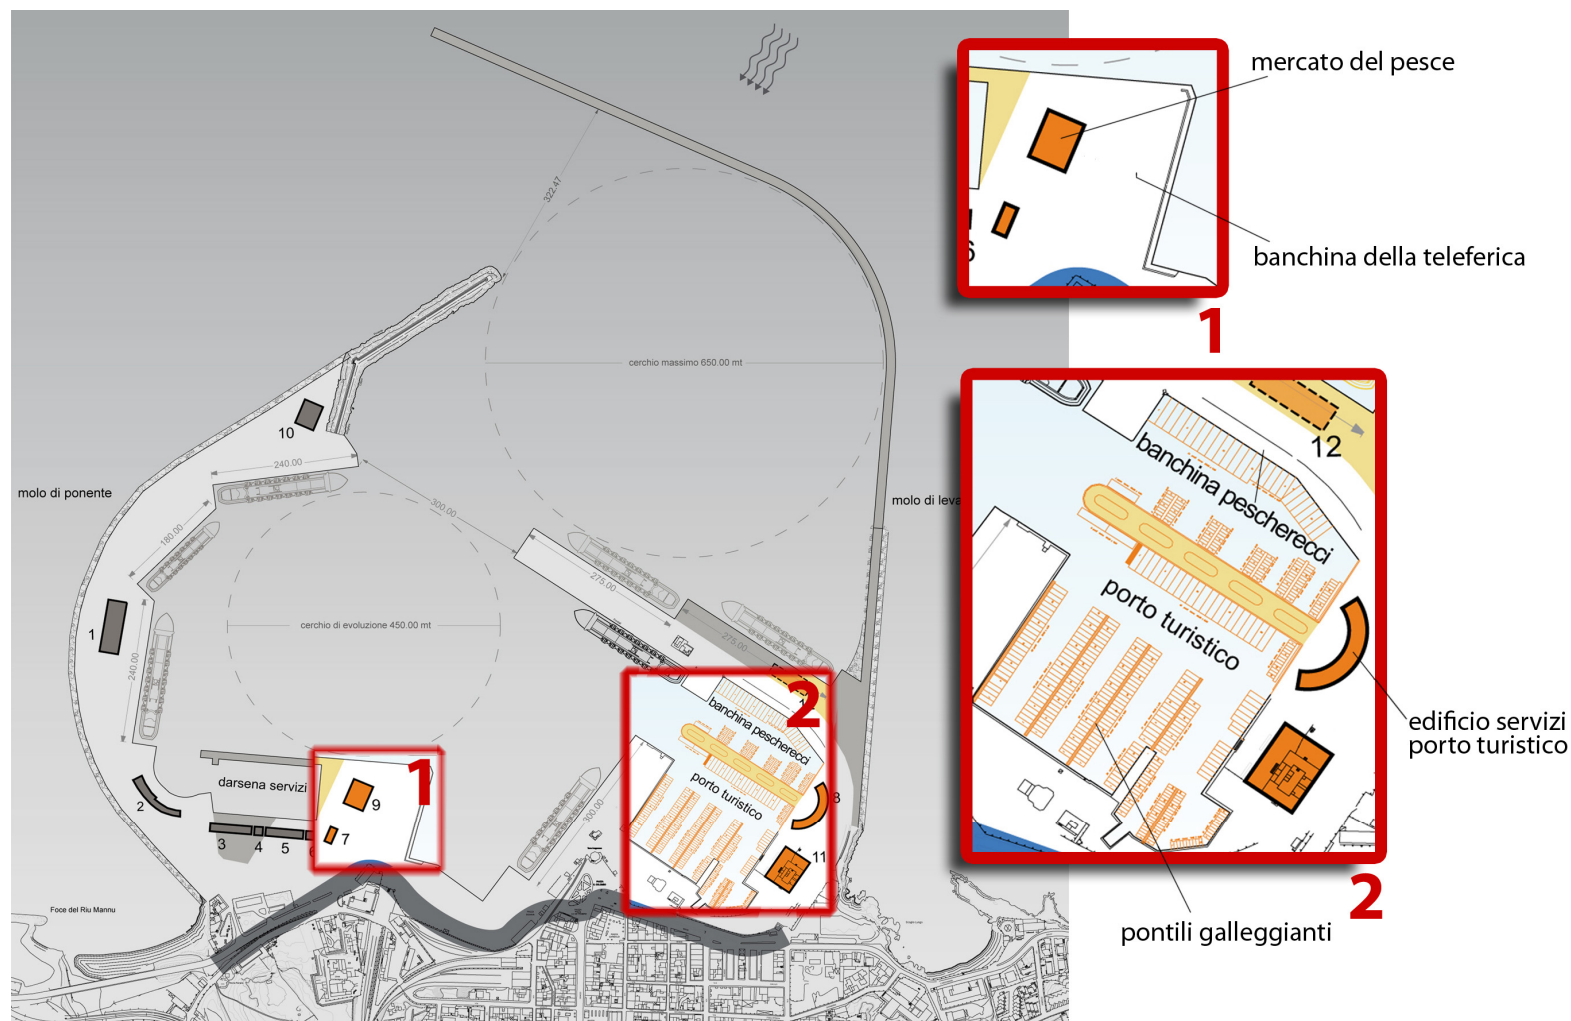 mercato del pesce
banchina della teleferica
6
1
322.47
cerchio massimo 650.00 mt
10
240.00
molo di ponente
molo di leva
300.00
180.00
275.00
cerchio di evoluzione 450.00 mt
1
240.00
275.00
12
banchina pescherecci
porto turistico
edificio servizi
porto turistico
2
pontili galleggianti
2
banchina pescherecci
porto turistico
8
11
300.00
1
darsena servizi
9
7
2
3
4
5
6
Foce del Riu Mannu